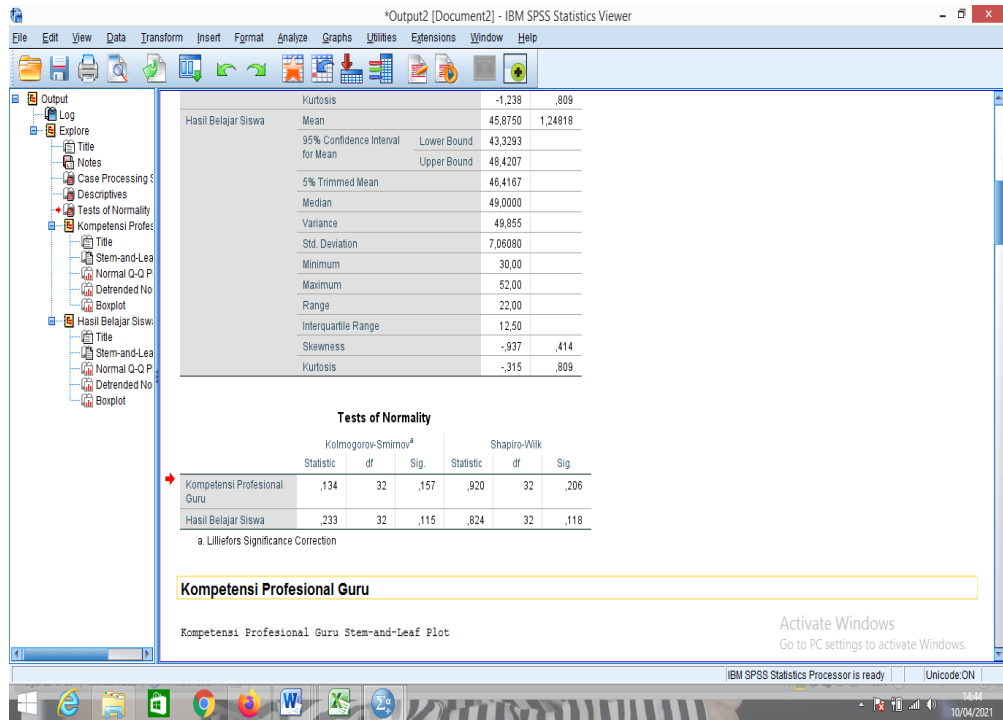 *Output2 [Document2] - IBM SPSS Statistics Viewer
File Edit View Data Transform Insert Format Analyze Graphs Utilities Extensions Window Help
Output
Log
Explore
Title
Notes
Case Processing S
Descriptives
Tests of Normality
Kompetensi Profes
Title
Stem-and-Lea
Normal Q-Q P
Detrended No
Boxplot
Hasil Belajar Sisw
Title
Stem-and-Lea
Normal Q-Q P
Detrended No
Boxplot
Kurtosis -1,238 ,809
Hasil Belajar Siswa Mean 45,8750 1,24818
95% Confidence Interval for Mean Lower Bound 43,3293
Upper Bound 48,4207
5% Trimmed Mean 46,4167
Median 49,0000
Variance 49,855
Std. Deviation 7,06080
Minimum 30,00
Maximum 52,00
Range 22,00
Interquartile Range 12,50
Skewness -,937 ,414
Kurtosis -,315 ,809
Tests of Normality
Kolmogorov-Smirnov^a Shapiro-Wilk
Statistic df Sig. Statistic df Sig.
Kompetensi Profesional Guru ,134 32 ,157 ,920 32 ,206
Hasil Belajar Siswa ,233 32 ,115 ,824 32 ,118
a. Lilliefors Significance Correction
Kompetensi Profesional Guru
Kompetensi Profesional Guru Stem-and-Leaf Plot
Activate Windows
Go to PC settings to activate Windows.
IBM SPSS Statistics Processor is ready Unicode:ON
14:44
10/04/2021